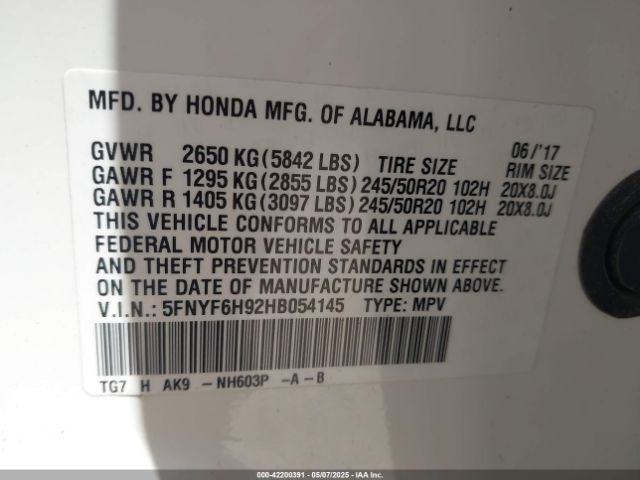 MFD. BY HONDA MFG. OF ALABAMA, LLC
06/'17
GVWR 2650 KG (5842 LBS) TIRE SIZE RIM SIZE
GAWR F 1295 KG (2855 LBS) 245/50R20 102H 20X8.0J
GAWR R 1405 KG (3097 LBS) 245/50R20 102H 20X8.0J
THIS VEHICLE CONFORMS TO ALL APPLICABLE
FEDERAL MOTOR VEHICLE SAFETY
AND THEFT PREVENTION STANDARDS IN EFFECT
ON THE DATE OF MANUFACTURE SHOWN ABOVE.
V.I.N.: 5FNYF6H92HB054145 TYPE: MPV
TG7 H AK9 -NH603P -A-B
000-42200391 - 05/07/2025 - IAA Inc.